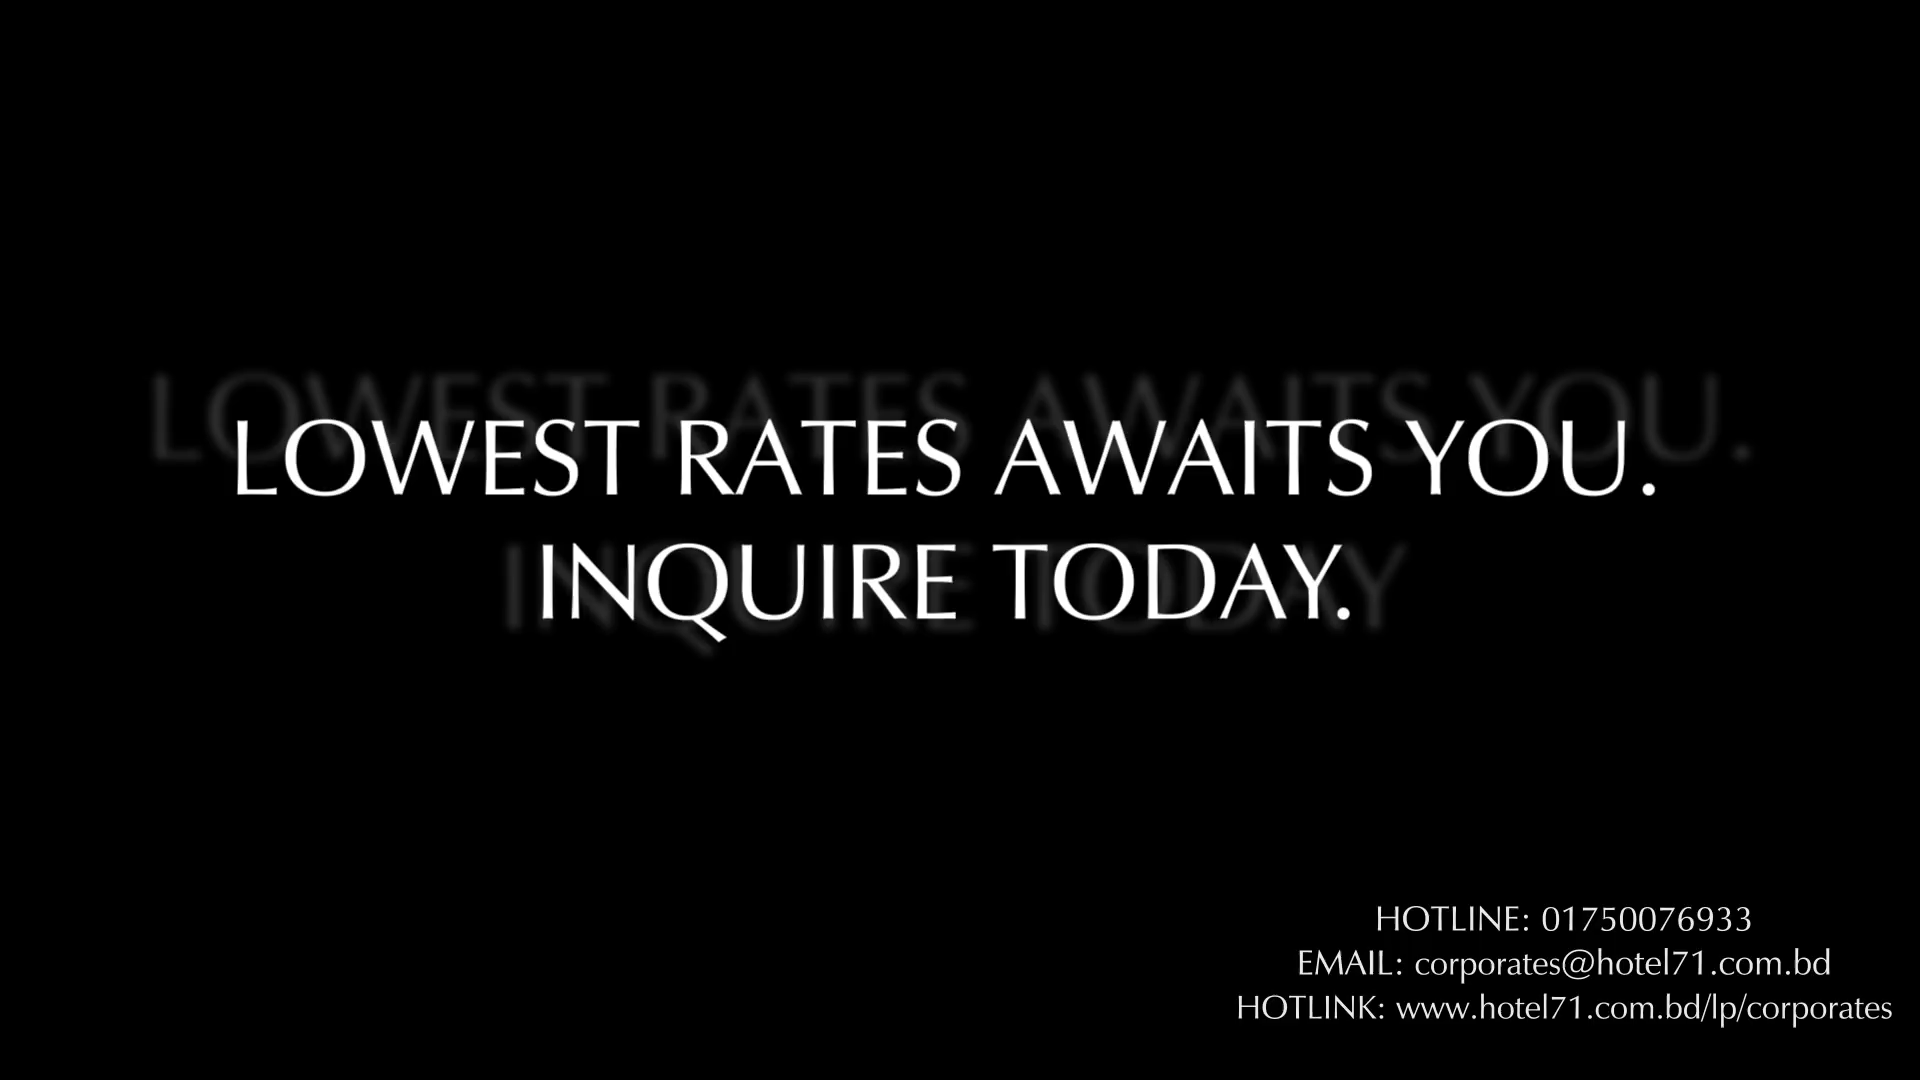 LOWEST RATES AWAITS YOU.
INQUIRE TODAY.
HOTLINE: 01750076933
EMAIL: corporates@hotel71.com.bd
HOTLINK: www.hotel71.com.bd/lp/corporates